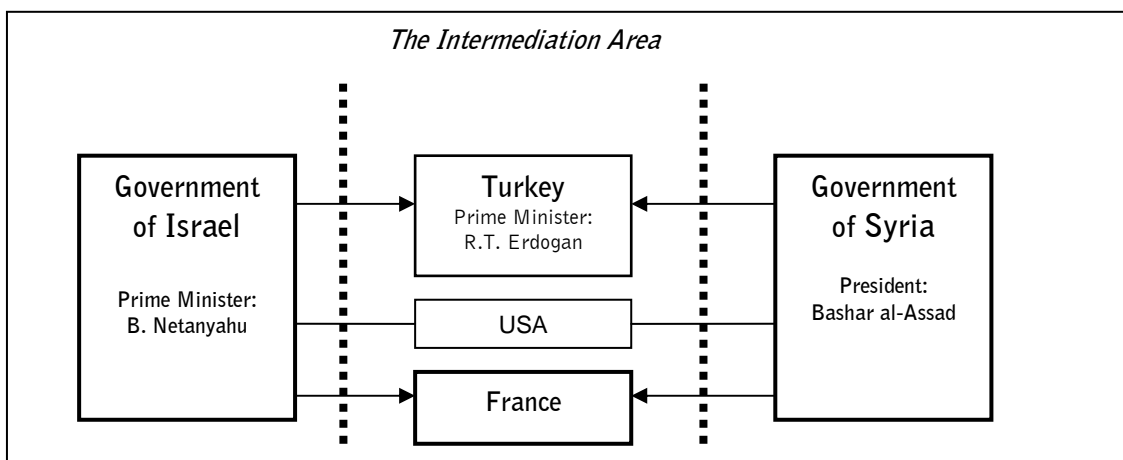 The Intermediation Area
Government
of Israel
Prime Minister:
B. Netanyahu
Turkey
Prime Minister:
R.T. Erdogan
USA
France
Government
of Syria
President:
Bashar al-Assad